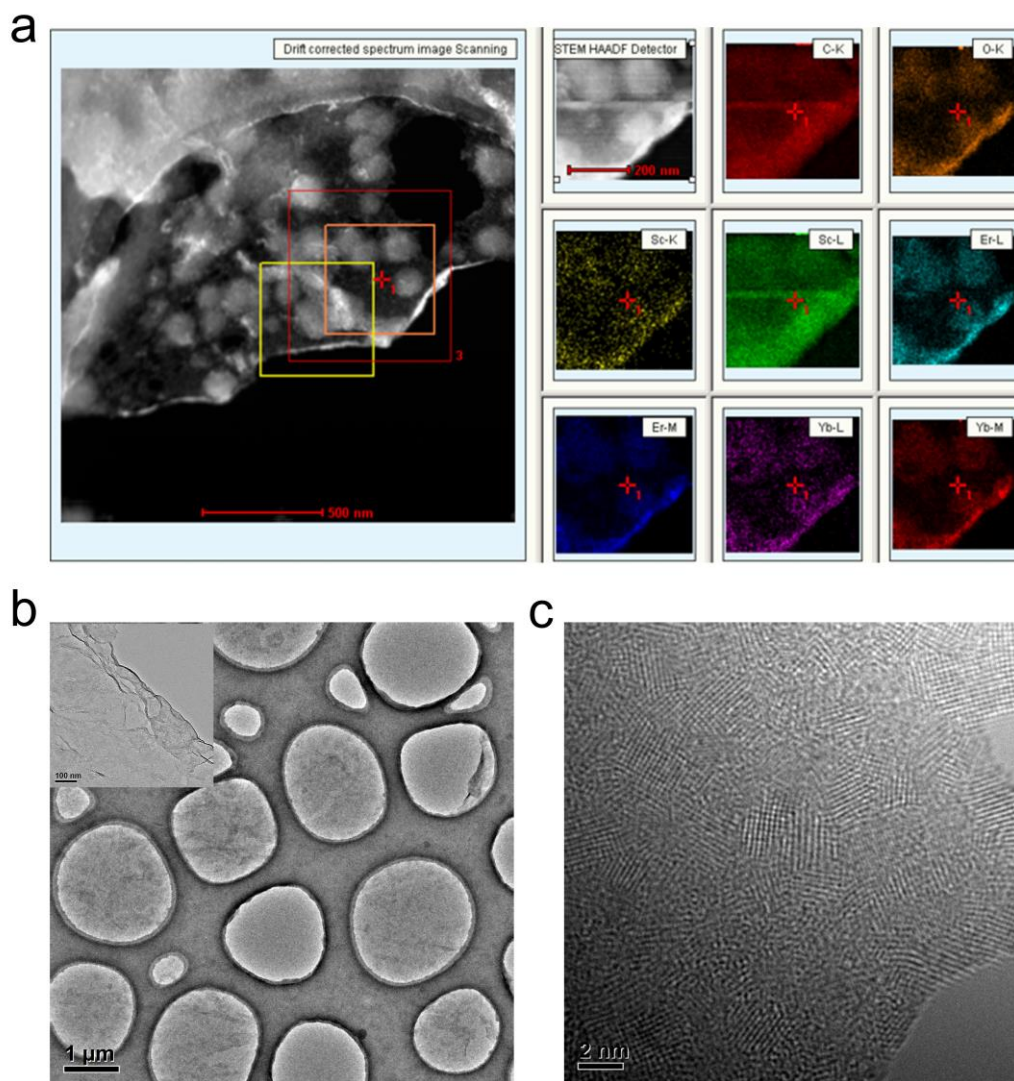 a
Drift corrected spectrum image Scanning
STEM HAADF Detector
C-K
O-K
1
1
200 nm
Sc-K
Sc-L
Er-L
1
3
1
1
1
Er-M
Yb-L
Yb-M
500 nm
1
1
1
b
c
100 nm
1 µm
2 nm